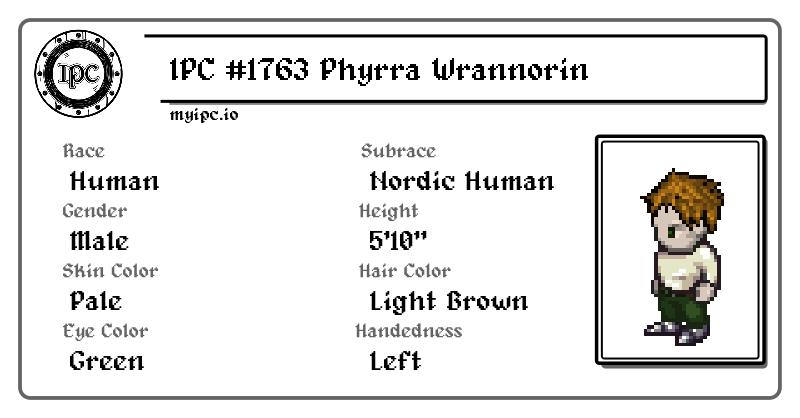 IPC
IPC #1763 Phyrra Wrannorin
myipc.io
Race
Subrace
Human
Nordic Human
Gender
Height
Male
5'10"
Skin Color
Hair Color
Pale
Light Brown
Eye Color
Handedness
Green
Left